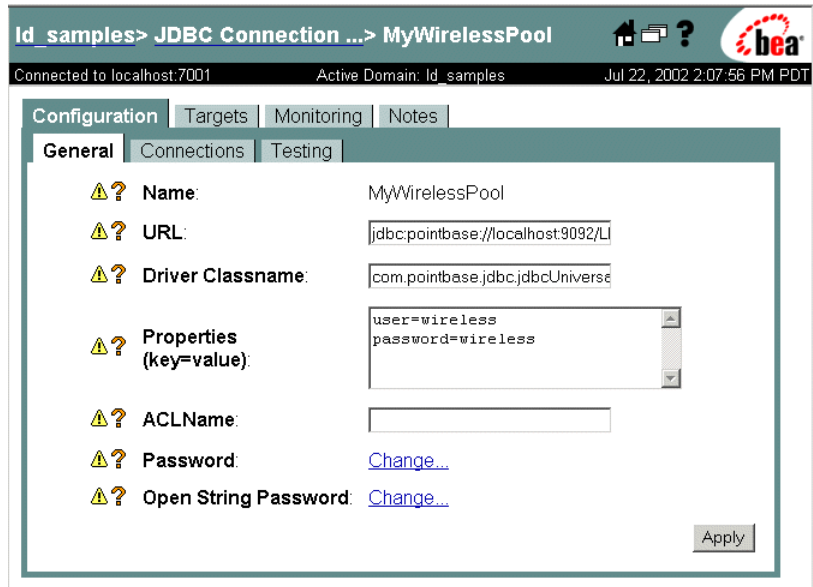 ld_samples> JDBC Connection ...> MyWirelessPool ? bea
Connected to localhost:7001 Active Domain: ld_samples Jul 22, 2002 2:07:56 PM PDT
Configuration Targets Monitoring Notes
General Connections Testing
? Name: MyWirelessPool
? URL: jdbc:pointbase://localhost:9092/LI
? Driver Classname: com.pointbase.jdbc.jdbcUniversa
user=wireless
password=wireless
? Properties
(key=value):
? ACLName:
? Password: Change...
? Open String Password: Change...
Apply